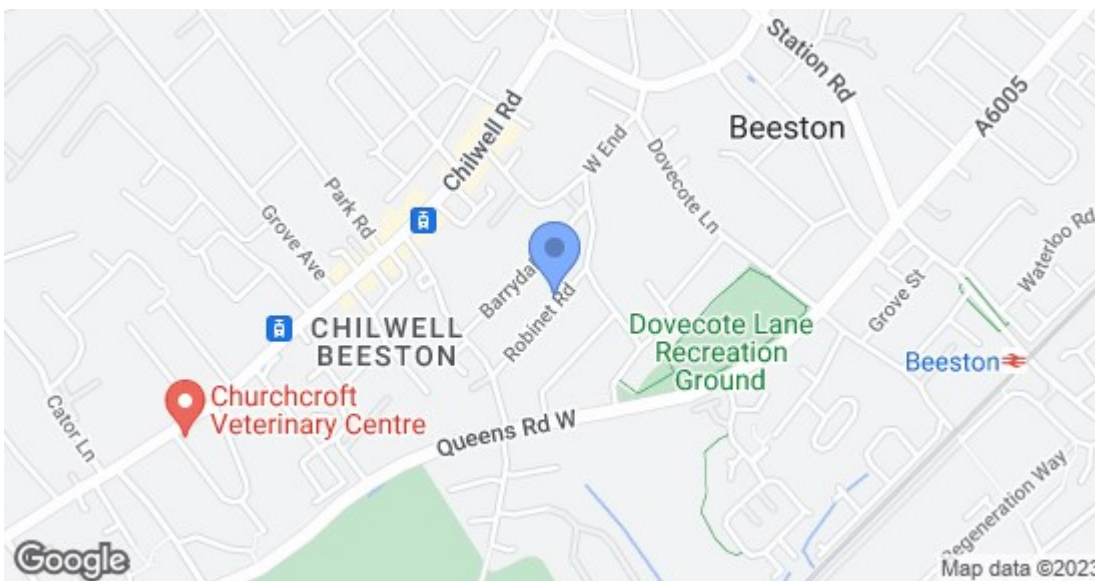 Station Rd
A6005
Beeston
Chilwell Rd
W End
Dovecote Ln
Park Rd
Grove Ave
Waterloo Rd
Robinet Rd
Grove St
CHILWELL
BEESTON
Dovecote Lane
Recreation
Ground
Beeston
Churchcroft
Veterinary Centre
Cator Ln
Queens Rd W
Regeneration Way
Google
Map data ©2023